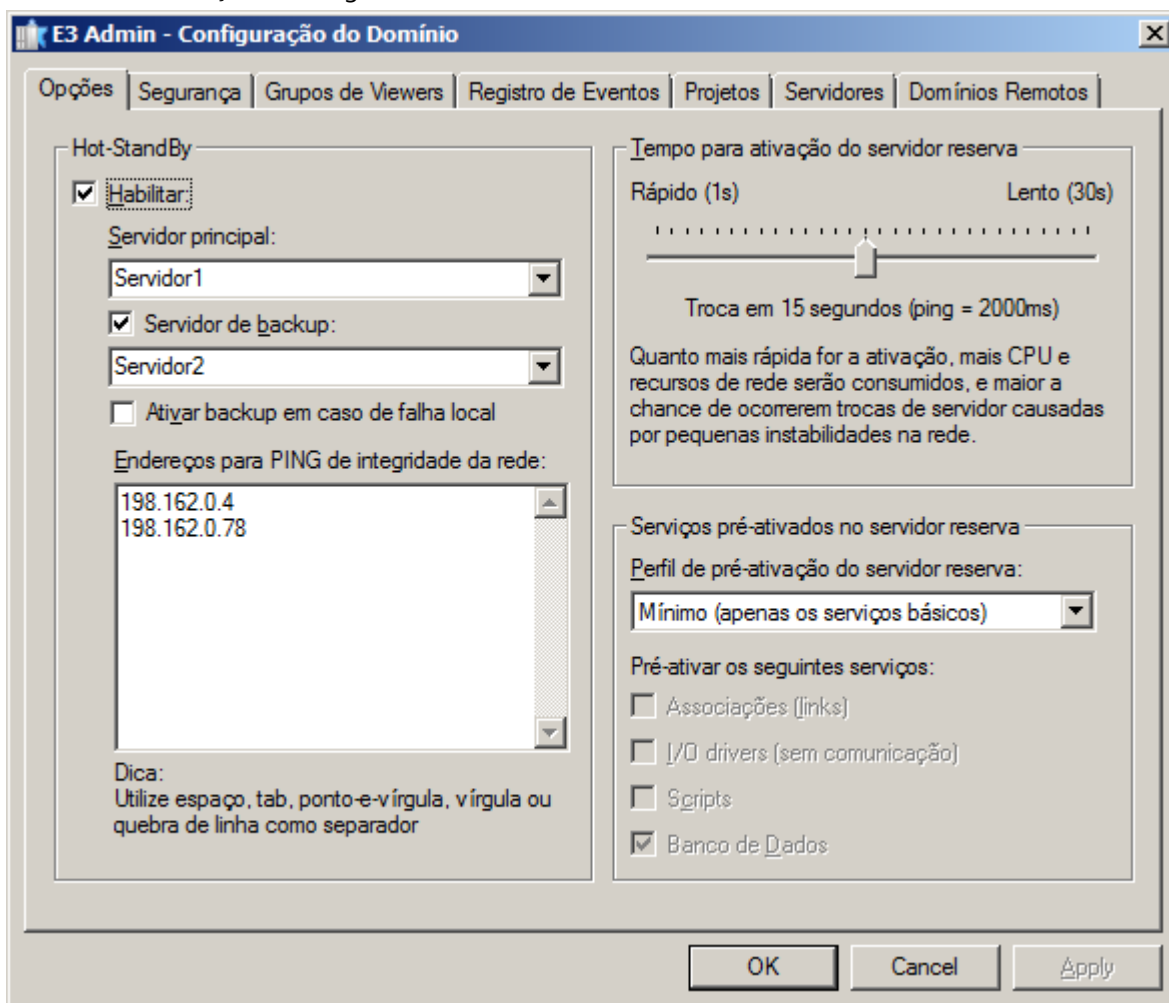 E3 Admin - Configuração do Domínio
Opções
Segurança
Grupos de Viewers
Registro de Eventos
Projetos
Servidores
Domínios Remotos
Hot-StandBy
Habilitar:
Servidor principal:
Servidor1
Servidor de backup:
Servidor2
Ativar backup em caso de falha local
Endereços para PING de integridade da rede:
198.162.0.4
198.162.0.78
Dica:
Utilize espaço, tab, ponto-e-vírgula, vírgula ou
quebra de linha como separador
Tempo para ativação do servidor reserva
Rápido (1s)
Lento (30s)
Troca em 15 segundos (ping = 2000ms)
Quanto mais rápida for a ativação, mais CPU e
recursos de rede serão consumidos, e maior a
chance de ocorrerem trocas de servidor causadas
por pequenas instabilidades na rede.
Serviços pré-ativados no servidor reserva
Perfil de pré-ativação do servidor reserva:
Mínimo (apenas os serviços básicos)
Pré-ativar os seguintes serviços:
Associações (links)
I/O drivers (sem comunicação)
Scripts
Banco de Dados
OK
Cancel
Apply